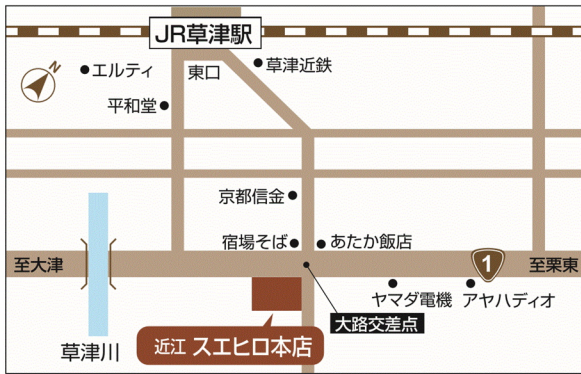 JR草津駅
N
エルティ
東口
草津近鉄
平和堂
京都信金
宿場そば
あたか飯店
至大津
1
至栗東
ヤマダ電機
アヤハディオ
大路交差点
近江 スエヒロ本店
草津川